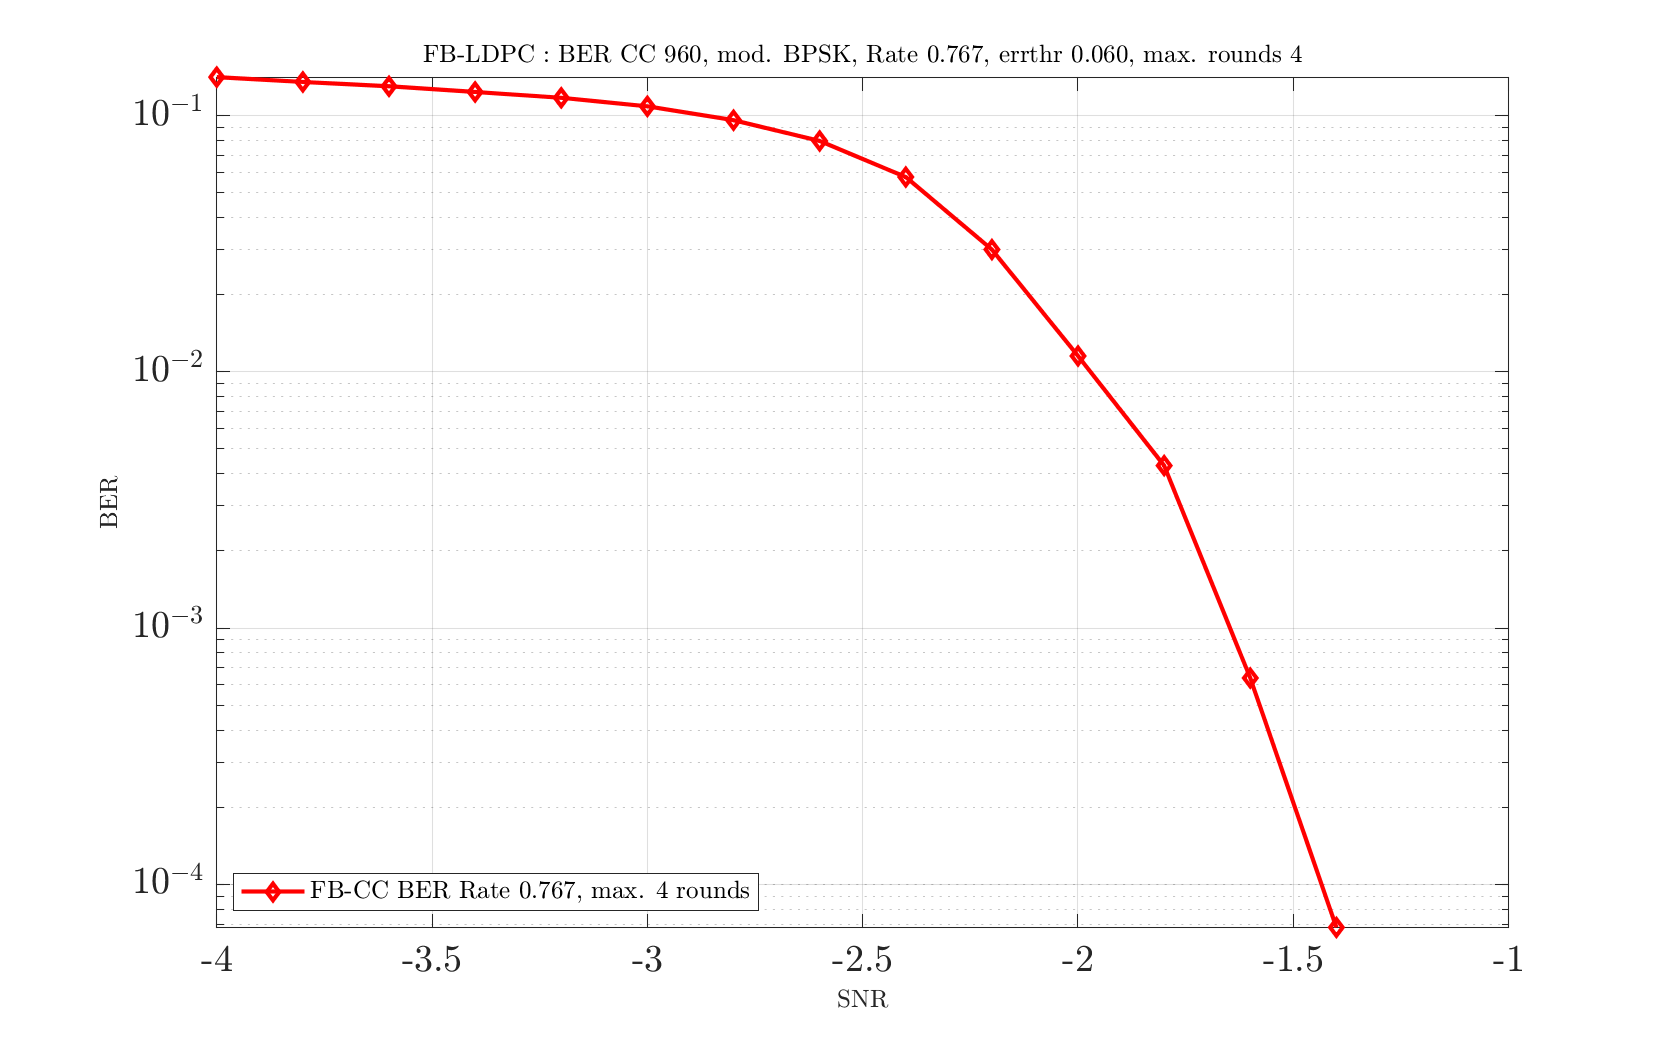 FB-LDPC : BER CC 960, mod. BPSK, Rate 0.767, errthr 0.060, max. rounds 4
10⁻¹
10⁻²
10⁻³
10⁻⁴
BER
FB-CC BER Rate 0.767, max. 4 rounds
-4 -3.5 -3 -2.5 -2 -1.5 -1
SNR